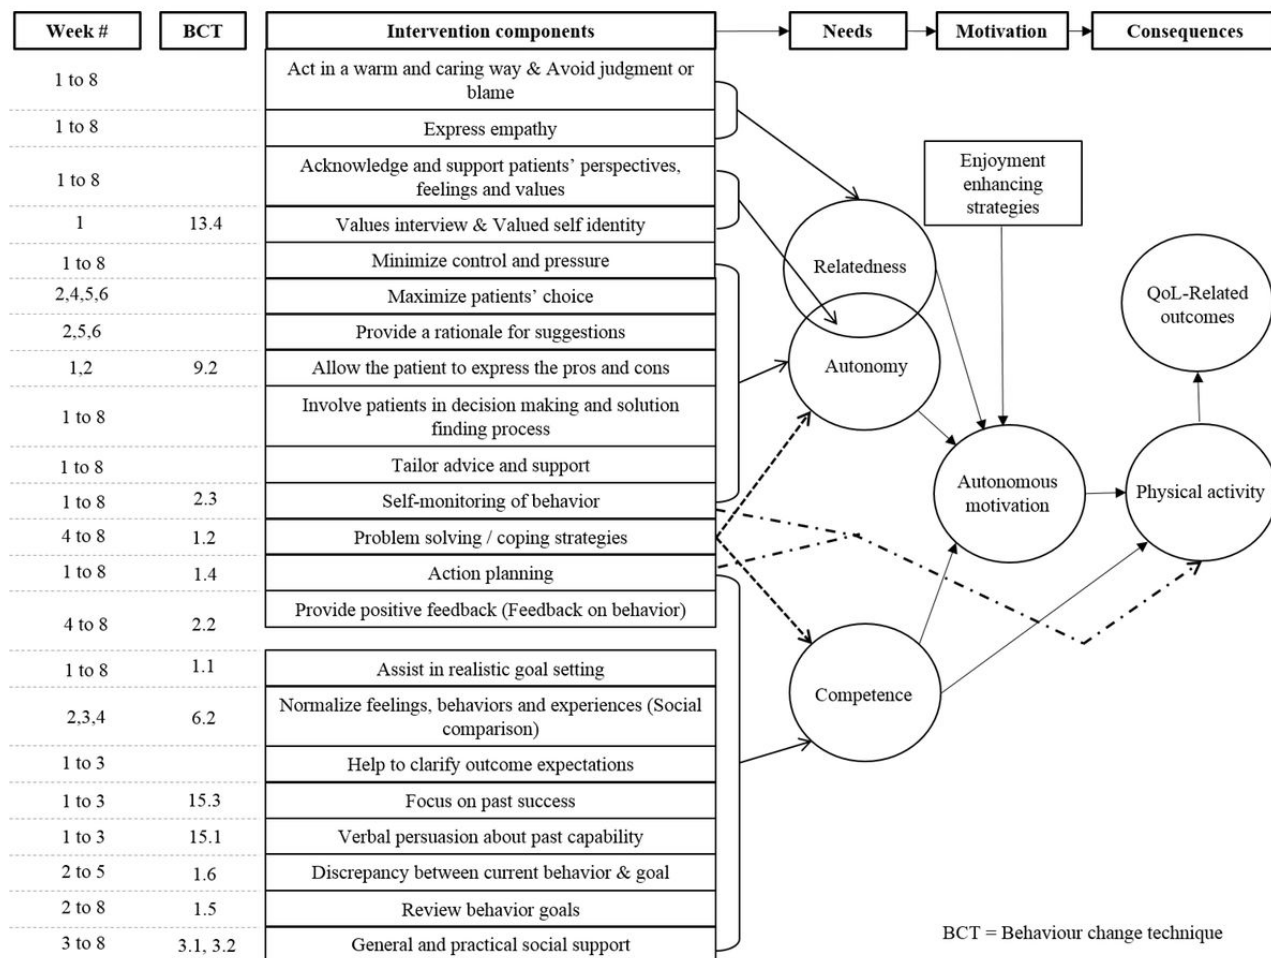 Week # BCT Intervention components Needs Motivation Consequences
1 to 8 Act in a warm and caring way & Avoid judgment or
blame
1 to 8 Express empathy
1 to 8 Acknowledge and support patients’ perspectives,
feelings and values
1 13.4 Values interview & Valued self identity
1 to 8 Minimize control and pressure
2,4,5,6 Maximize patients’ choice
2,5,6 Provide a rationale for suggestions
1,2 9.2 Allow the patient to express the pros and cons
1 to 8 Involve patients in decision making and solution
finding process
1 to 8 Tailor advice and support
1 to 8 2.3 Self-monitoring of behavior
4 to 8 1.2 Problem solving / coping strategies
1 to 8 1.4 Action planning
4 to 8 2.2 Provide positive feedback (Feedback on behavior)
1 to 8 1.1 Assist in realistic goal setting
2,3,4 6.2 Normalize feelings, behaviors and experiences (Social
comparison)
1 to 3 Help to clarify outcome expectations
1 to 3 15.3 Focus on past success
1 to 3 15.1 Verbal persuasion about past capability
2 to 5 1.6 Discrepancy between current behavior & goal
2 to 8 1.5 Review behavior goals
3 to 8 3.1, 3.2 General and practical social support
Relatedness
Autonomy
Competence
Enjoyment
enhancing
strategies
Autonomous
motivation
QoL-Related
outcomes
Physical activity
BCT = Behaviour change technique